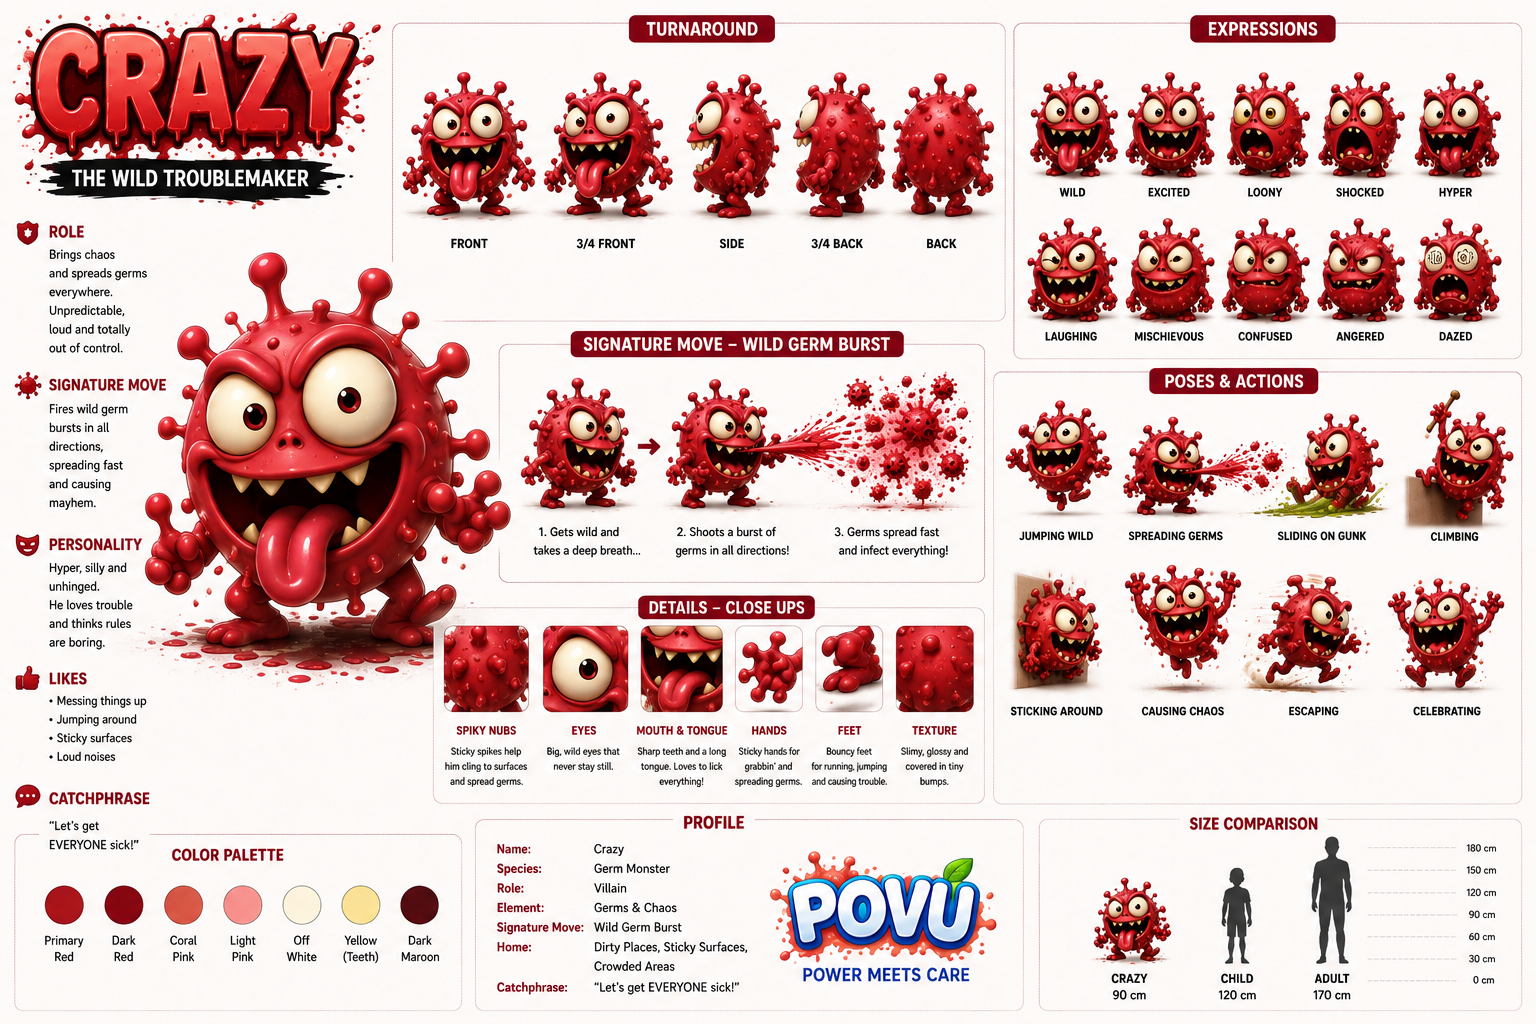 CRAZY
THE WILD TROUBLEMAKER
ROLE
Brings chaos
and spreads germs
everywhere.
Unpredictable,
loud and totally
out of control.
SIGNATURE MOVE
Fires wild germ
bursts in all
directions,
spreading fast
and causing
mayhem.
PERSONALITY
Hyper, silly and
unhinged.
He loves trouble
and thinks rules
are boring.
LIKES
• Messing things up
• Jumping around
• Sticky surfaces
• Loud noises
CATCHPHRASE
“Let’s get
EVERYONE sick!”
TURNAROUND
FRONT
3/4 FRONT
SIDE
3/4 BACK
BACK
EXPRESSIONS
WILD
EXCITED
LOONY
SHOCKED
HYPER
LAUGHING
MISCHIEVOUS
CONFUSED
ANGERED
DAZED
SIGNATURE MOVE – WILD GERM BURST
1. Gets wild and
takes a deep breath...
2. Shoots a burst of
germs in all directions!
3. Germs spread fast
and infect everything!
POSES & ACTIONS
JUMPING WILD
SPREADING GERMS
SLIDING ON GUNK
CLIMBING
STICKING AROUND
CAUSING CHAOS
ESCAPING
CELEBRATING
DETAILS – CLOSE UPS
SPIKY NUBS
Sticky spikes help
him cling to surfaces
and spread germs.
EYES
Big, wild eyes that
never stay still.
MOUTH & TONGUE
Sharp teeth and a long
tongue. Loves to lick
everything!
HANDS
Sticky hands for
grabbin’ and
spreading germs.
FEET
Bouncy feet
for running, jumping
and causing trouble.
TEXTURE
Slimy, glossy and
covered in tiny
bumps.
COLOR PALETTE
Primary
Red
Dark
Red
Coral
Pink
Light
Pink
Off
White
Yellow
(Teeth)
Dark
Maroon
PROFILE
Name: Crazy
Species: Germ Monster
Role: Villain
Element: Germs & Chaos
Signature Move: Wild Germ Burst
Home: Dirty Places, Sticky Surfaces,
Crowded Areas
Catchphrase: “Let’s get EVERYONE sick!”
POVU
POWER MEETS CARE
SIZE COMPARISON
180 cm
150 cm
120 cm
90 cm
60 cm
30 cm
0 cm
CRAZY
90 cm
CHILD
120 cm
ADULT
170 cm